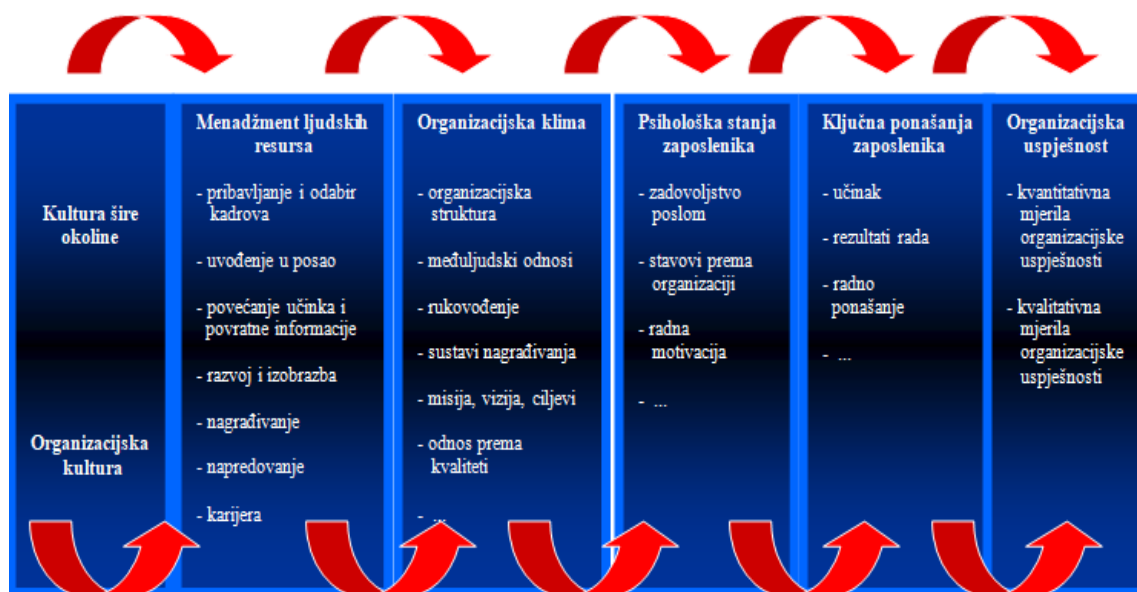 Kultura šire
okoline
Organizacijska
kultura
Menadžment ljudskih
resursa
- pribavljanje i odabir
kadrova
- uvođenje u posao
- povećanje učinka i
povratne informacije
- razvoj i izobrazba
- nagrađivanje
- napredovanje
- karijera
Organizacijska klima
- organizacijska
struktura
- međuljudski odnosi
- rukovođenje
- sustavi nagrađivanja
- misija, vizija, ciljevi
- odnos prema
kvaliteti
- ...
Psihološka stanja
zaposlenika
- zadovoljstvo
poslom
- stavovi prema
organizaciji
- radna
motivacija
- ...
Ključna ponašanja
zaposlenika
- učinak
- rezultati rada
- radno
ponašanje
- ...
Organizacijska
uspješnost
- kvantitativna
mjerila
organizacijske
uspješnosti
- kvalitativna
mjerila
organizacijske
uspješnosti